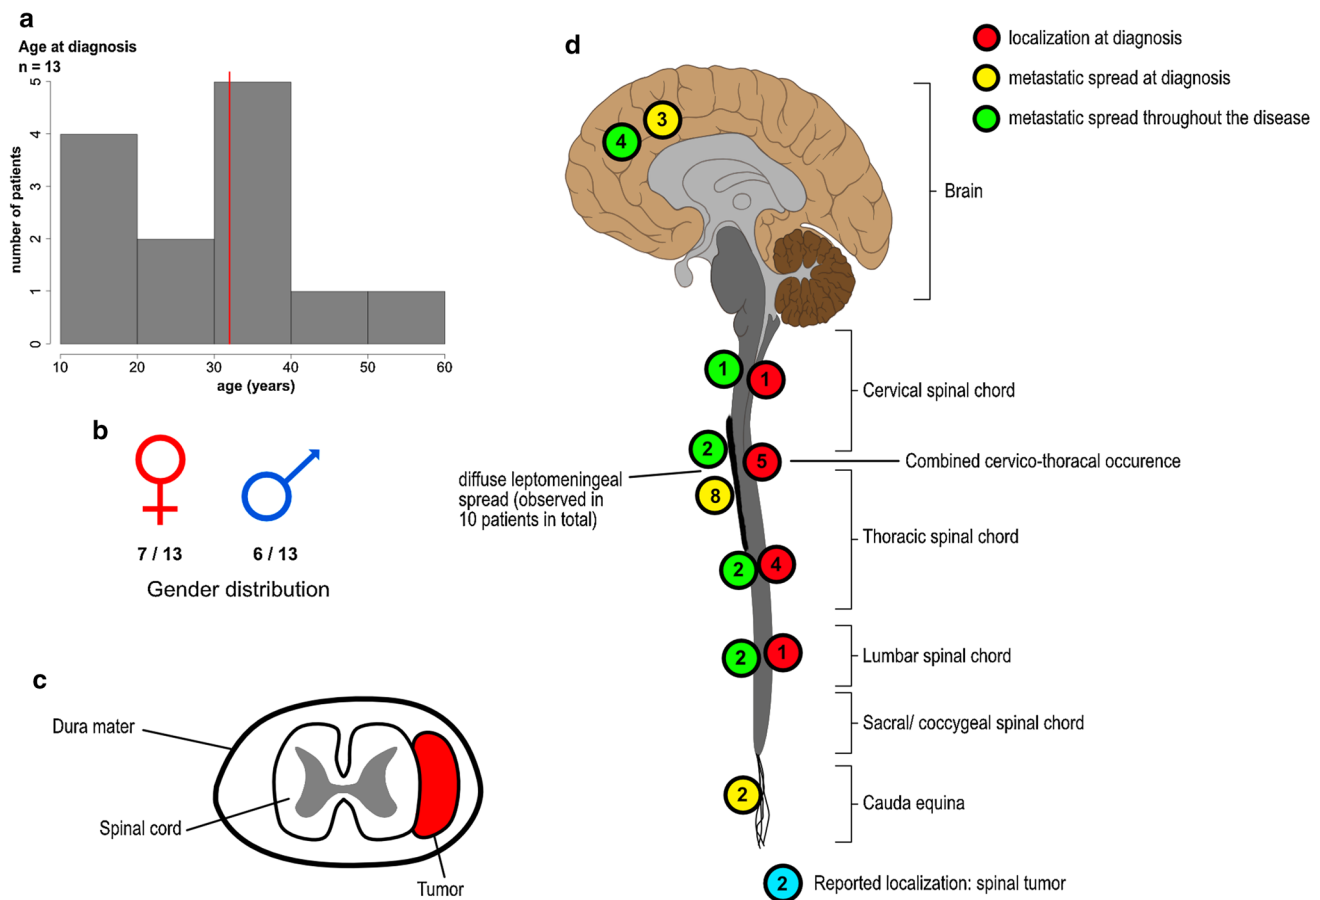 a
Age at diagnosis
n = 13
number of patients
5
4
3
2
1
0
10 20 30 40 50 60
age (years)
b
7 / 13 6 / 13
Gender distribution
c
Dura mater
Spinal cord
Tumor
d
localization at diagnosis
metastatic spread at diagnosis
metastatic spread throughout the disease
3
4
Brain
1
1
Cervical spinal chord
2
5
Combined cervico-thoracal occurence
diffuse leptomeningeal
spread (observed in
10 patients in total)
8
Thoracic spinal chord
2
4
2
1
Lumbar spinal chord
Sacral/ coccygeal spinal chord
2
Cauda equina
2
Reported localization: spinal tumor